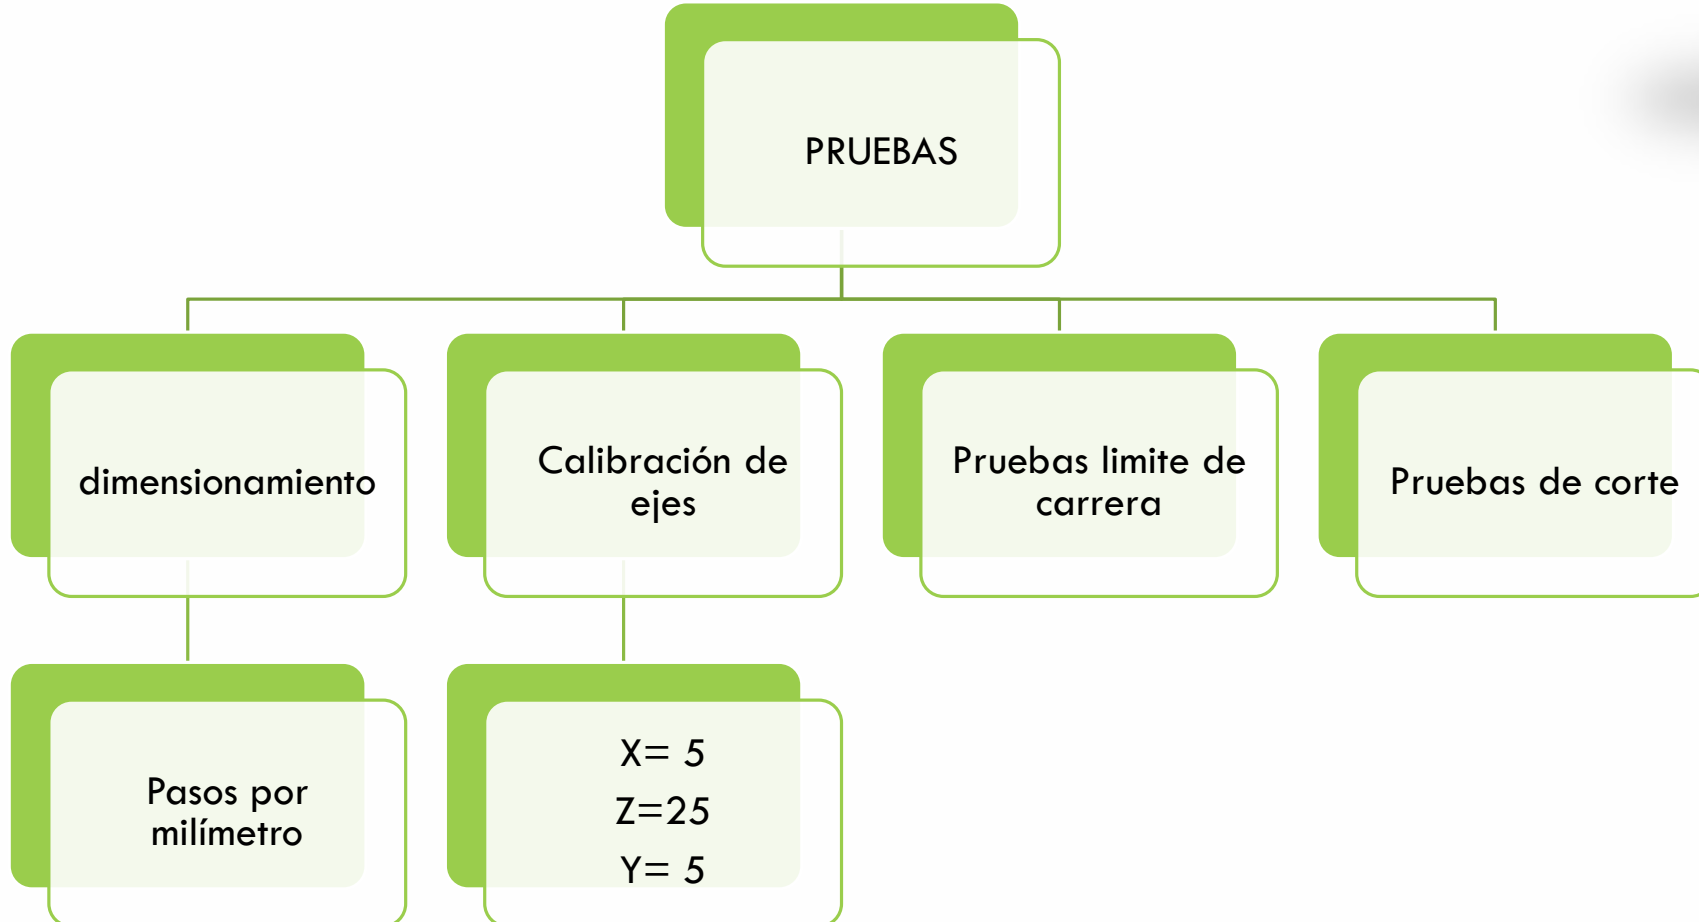 PRUEBAS
dimensionamiento
Calibración de
ejes
Pruebas limite de
carrera
Pruebas de corte
Pasos por
milímetro
X= 5
Z=25
Y= 5